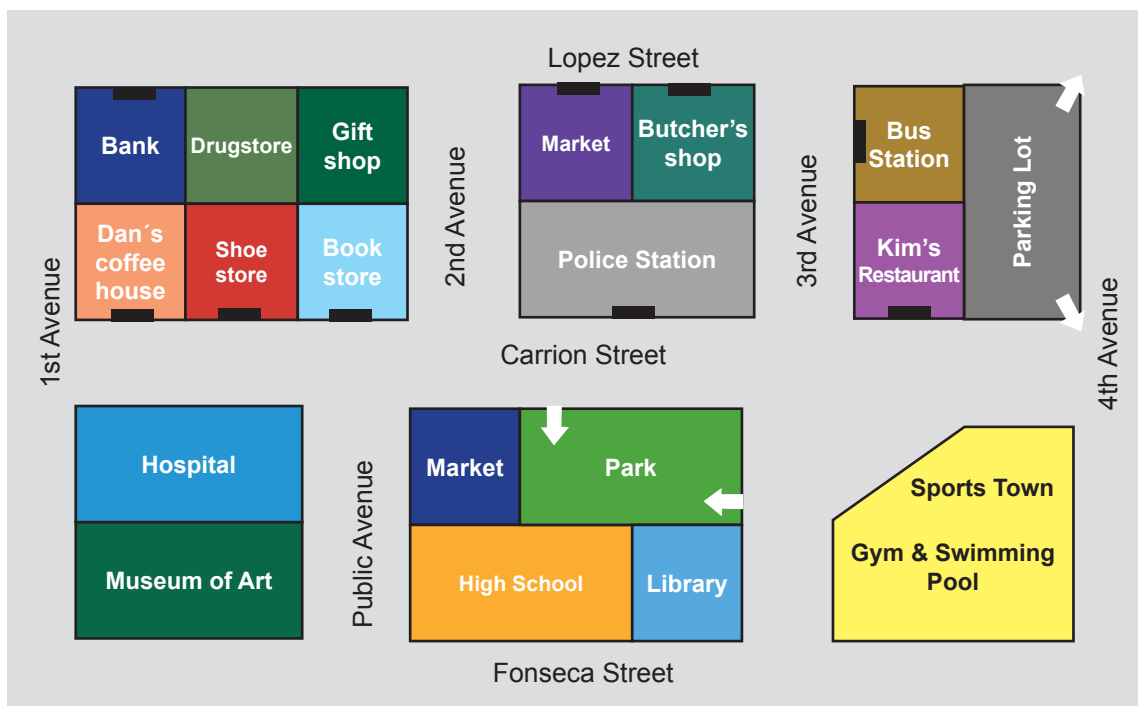 Lopez Street
Bank
Drugstore
Gift
shop
Market
Butcher's
shop
Bus
Station
Parking Lot
2nd Avenue
3rd Avenue
Dan´s
coffee
house
Shoe
store
Book
store
Police Station
Kim's
Restaurant
1st Avenue
Carrion Street
4th Avenue
Hospital
Market
Park
Sports Town
Public Avenue
Museum of Art
High School
Library
Gym & Swimming
Pool
Fonseca Street